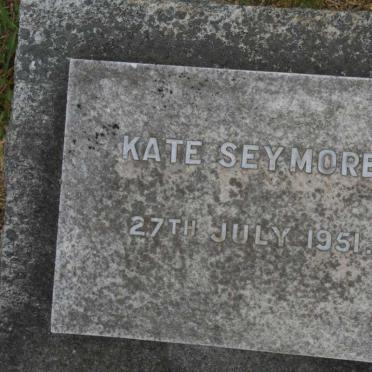 KATE SEYMORE
27TH JULY 1951.